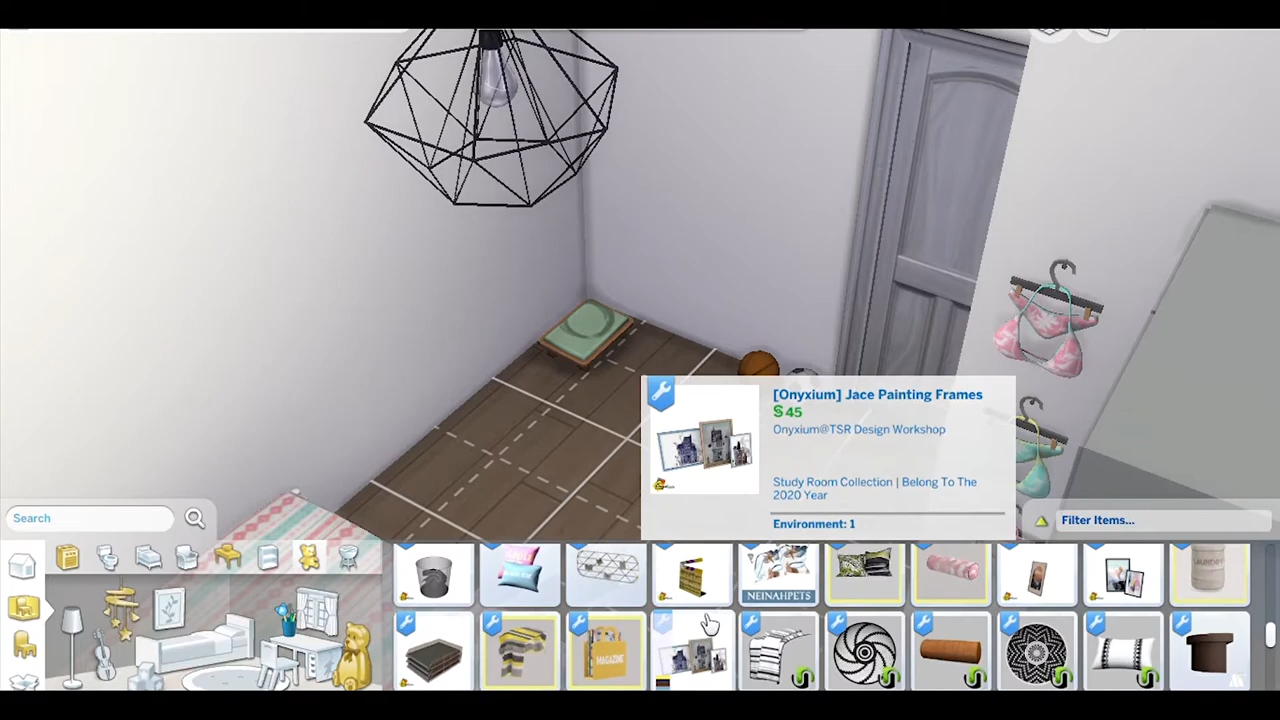 [Onyxium] Jace Painting Frames
§45
Onyxium@TSR Design Workshop
Study Room Collection | Belong To The
2020 Year
Environment: 1
Search
Filter Items...
NEINAHPETS
MAGAZINE